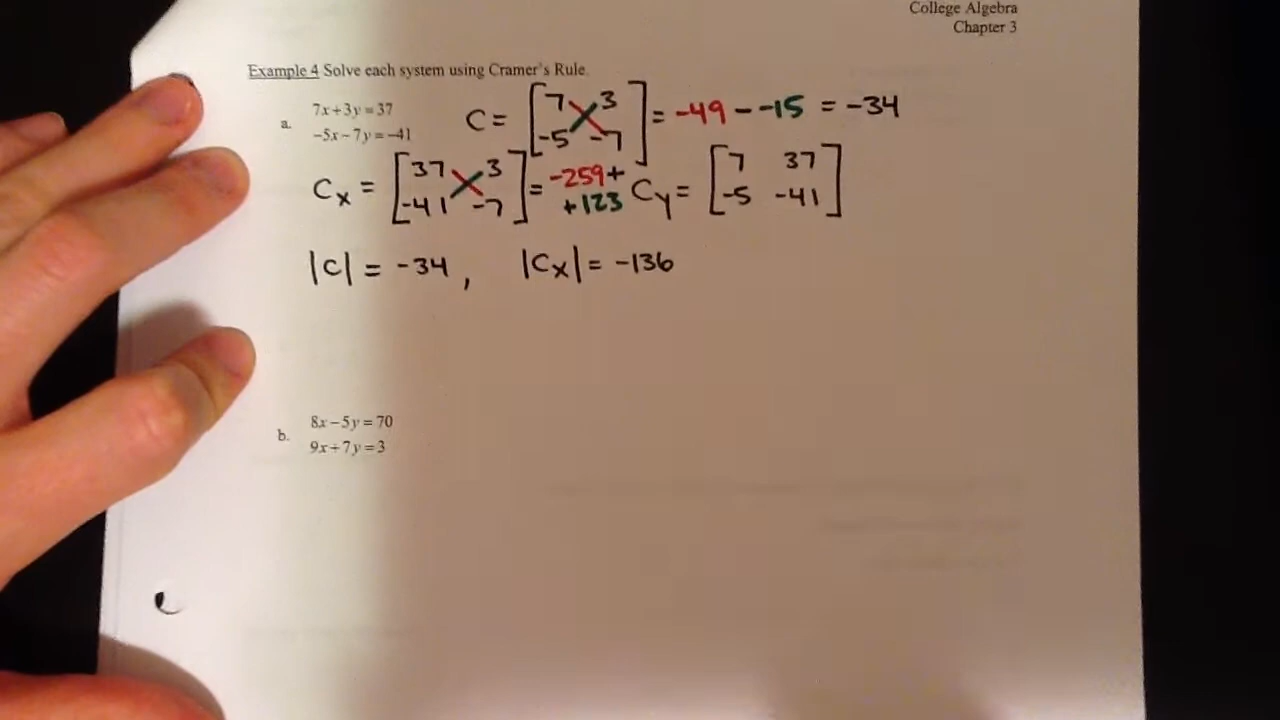 College Algebra
Chapter 3
Example 4 Solve each system using Cramer's Rule.
a. 7x+3y=37
-5x-7y=-41
C = [7 3 -5 -7] = -49 - -15 = -34
Cx = [37 3 -41 -7] = -259+ +123
Cy = [7 37 -5 -41]
|C| = -34, |Cx| = -136
b. 8x-5y=70
9x+7y=3